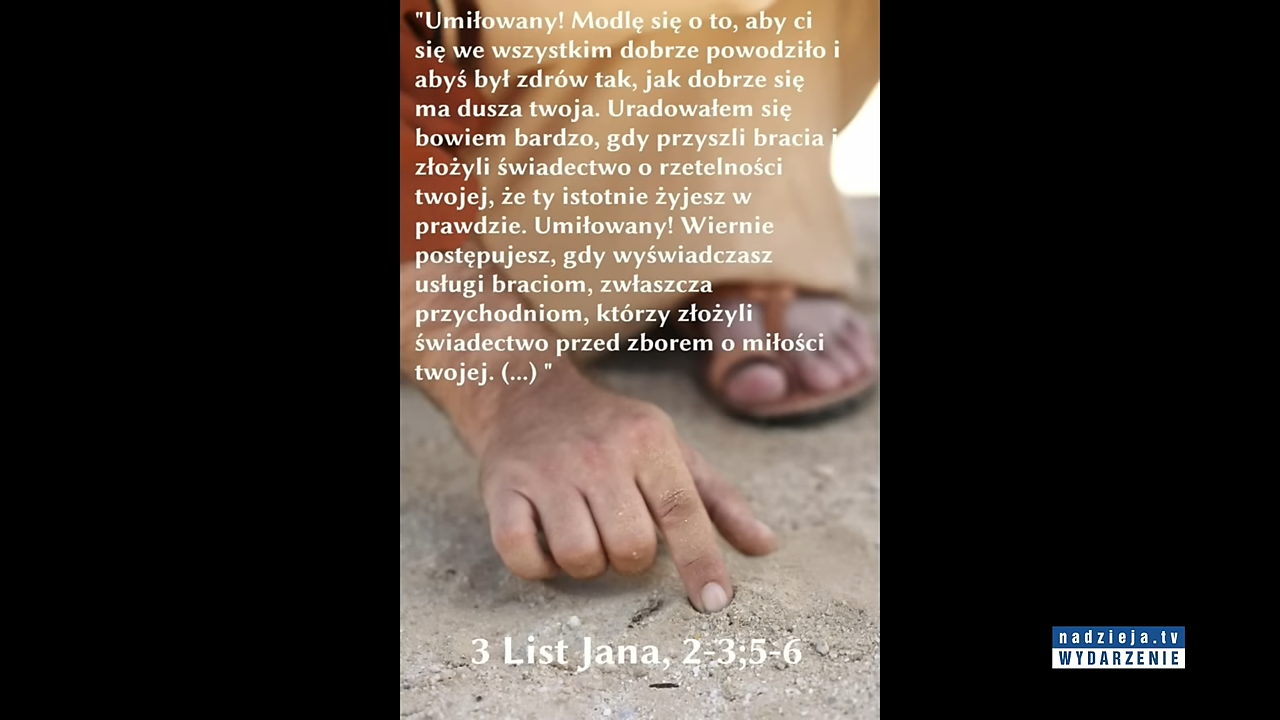 "Umiłowany! Modlę się o to, aby ci
się we wszystkim dobrze powodziło i
abyś był zdrów tak, jak dobrze się
ma dusza twoja. Uradowałem się
bowiem bardzo, gdy przyszli bracia i
złożyli świadectwo o rzetelności
twojej, że ty istotnie żyjesz w
prawdzie. Umiłowany! Wiernie
postępujesz, gdy wyświadczasz
usługi braciom, zwłaszcza
przychodniom, którzy złożyli
świadectwo przed zborem o miłości
twojej. (...) "
3 List Jana, 2-3;5-6
nadzieja.tv
WYDARZENIE